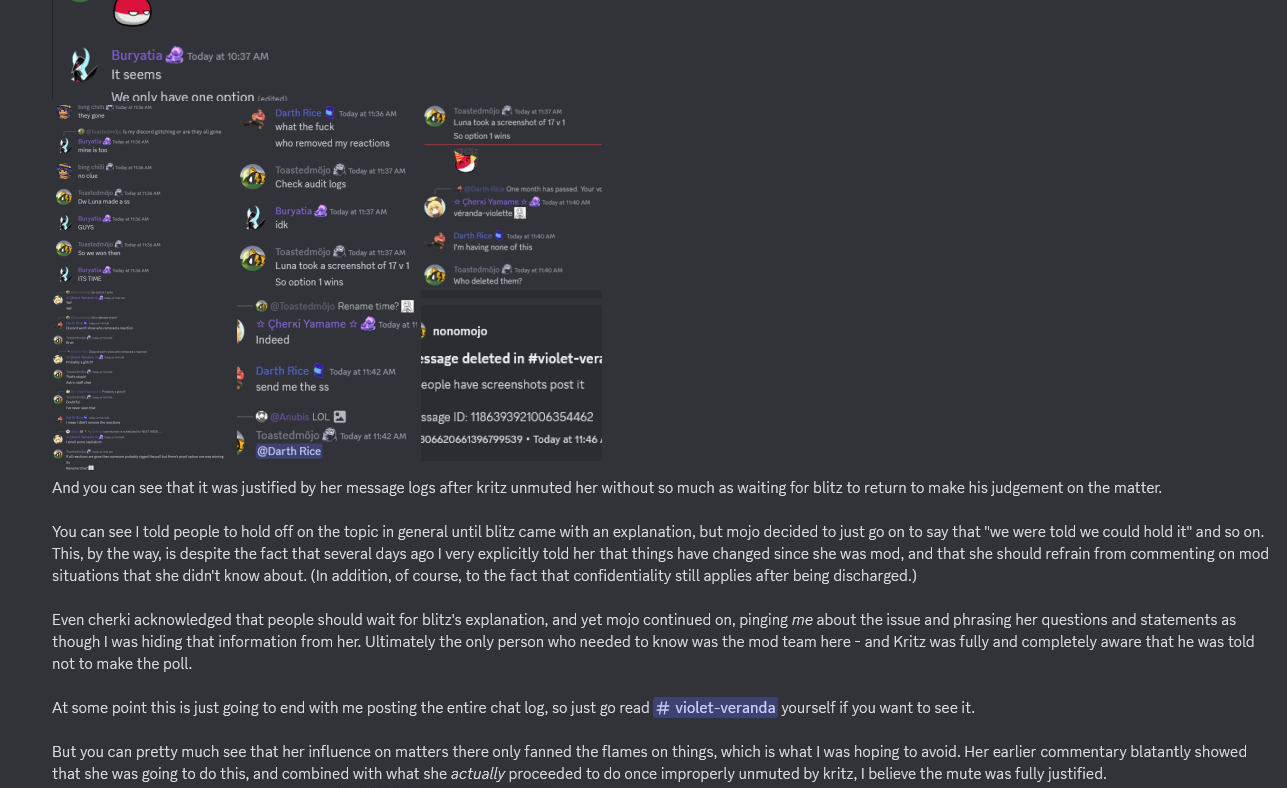 Buryatia Today at 10:37 AM
It seems
We only have one option (edited)
bing chilli Today at 11:36 AM
they gone
@Toastedmōjo Is my discord glitching or are they all gone
Buryatia Today at 11:36 AM
mine is too
bing chilli Today at 11:36 AM
no clue
Toastedmōjo Today at 11:36 AM
Dw Luna made a ss
Buryatia Today at 11:36 AM
GUYS
Toastedmōjo Today at 11:36 AM
So we won then
Buryatia Today at 11:36 AM
ITS TIME
Darth Rice Today at 11:36 AM
what the fuck
who removed my reactions
Toastedmōjo Today at 11:37 AM
Check audit logs
Buryatia Today at 11:37 AM
idk
Toastedmōjo Today at 11:37 AM
Luna took a screenshot of 17 v 1
So option 1 wins
Toastedmōjo Today at 11:37 AM
Luna took a screenshot of 17 v 1
So option 1 wins
@Darth Rice One month has passed. Your vo
☆ Çherкi Yamame ☆ Today at 11:40 AM
véranda-violette
Darth Rice Today at 11:40 AM
I'm having none of this
Toastedmōjo Today at 11:40 AM
Who deleted them?
@Toastedmōjo Rename time?
☆ Çherкi Yamame ☆ Today at 11
Indeed
Darth Rice Today at 11:42 AM
send me the ss
@Anubis LOL
Toastedmōjo Today at 11:42 AM
@Darth Rice
nonomojo
essage deleted in #violet-vera
eople have screenshots post it
ssage ID: 1186393921006354462
806620661396799539 • Today at 11:46
And you can see that it was justified by her message logs after kritz unmuted her without so much as waiting for blitz to return to make his judgement on the matter.
You can see I told people to hold off on the topic in general until blitz came with an explanation, but mojo decided to just go on to say that "we were told we could hold it" and so on.
This, by the way, is despite the fact that several days ago I very explicitly told her that things have changed since she was mod, and that she should refrain from commenting on mod
situations that she didn't know about. (In addition, of course, to the fact that confidentiality still applies after being discharged.)
Even cherki acknowledged that people should wait for blitz's explanation, and yet mojo continued on, pinging me about the issue and phrasing her questions and statements as
though I was hiding that information from her. Ultimately the only person who needed to know was the mod team here - and Kritz was fully and completely aware that he was told
not to make the poll.
At some point this is just going to end with me posting the entire chat log, so just go read # violet-veranda yourself if you want to see it.
But you can pretty much see that her influence on matters there only fanned the flames on things, which is what I was hoping to avoid. Her earlier commentary blatantly showed
that she was going to do this, and combined with what she actually proceeded to do once improperly unmuted by kritz, I believe the mute was fully justified.